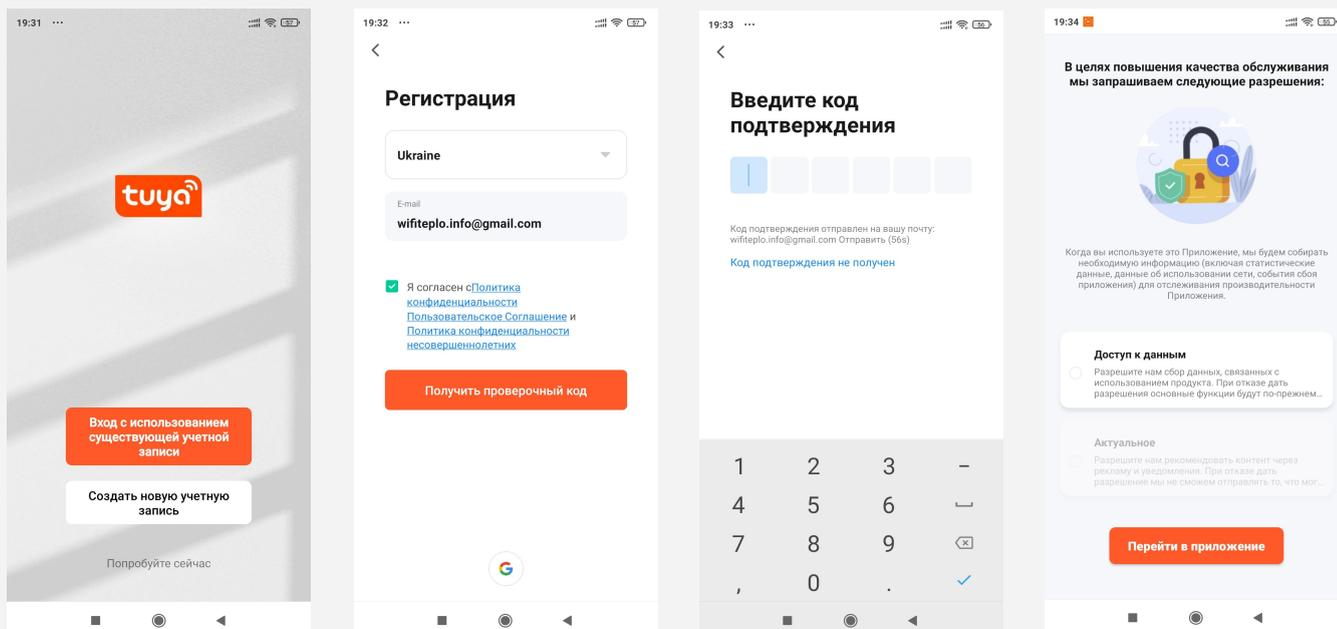 19:31 ...
57
tuya
Вход с использованием
существующей учетной
записи
Создать новую учетную
запись
Попробуйте сейчас
19:32 ...
57
Регистрация
Ukraine
E-mail
wifiteplo.info@gmail.com
Я согласен сПолитика
конфиденциальности
Пользовательское Соглашение и
Политика конфиденциальности
несовершеннолетних
Получить проверочный код
G
19:33 ...
56
Введите код
подтверждения
Код подтверждения отправлен на вашу почту:
wifiteplo.info@gmail.com Отправить (56s)
Код подтверждения не получен
1 2 3 −
4 5 6
7 8 9
, 0 .
19:34
55
В целях повышения качества обслуживания
мы запрашиваем следующие разрешения:
Когда вы используете это Приложение, мы будем собирать
необходимую информацию (включая статистические
данные, данные об использовании сети, события сбоя
приложения) для отслеживания производительности
Приложения.
Доступ к данным
Разрешите нам сбор данных, связанных с
использованием продукта. При отказе дать
разрешения основные функции будут по-прежнем...
Актуальное
Разрешите нам рекомендовать контент через
рекламу и уведомления. При отказе дать
разрешение мы не сможем отправлять то, что мог...
Перейти в приложение